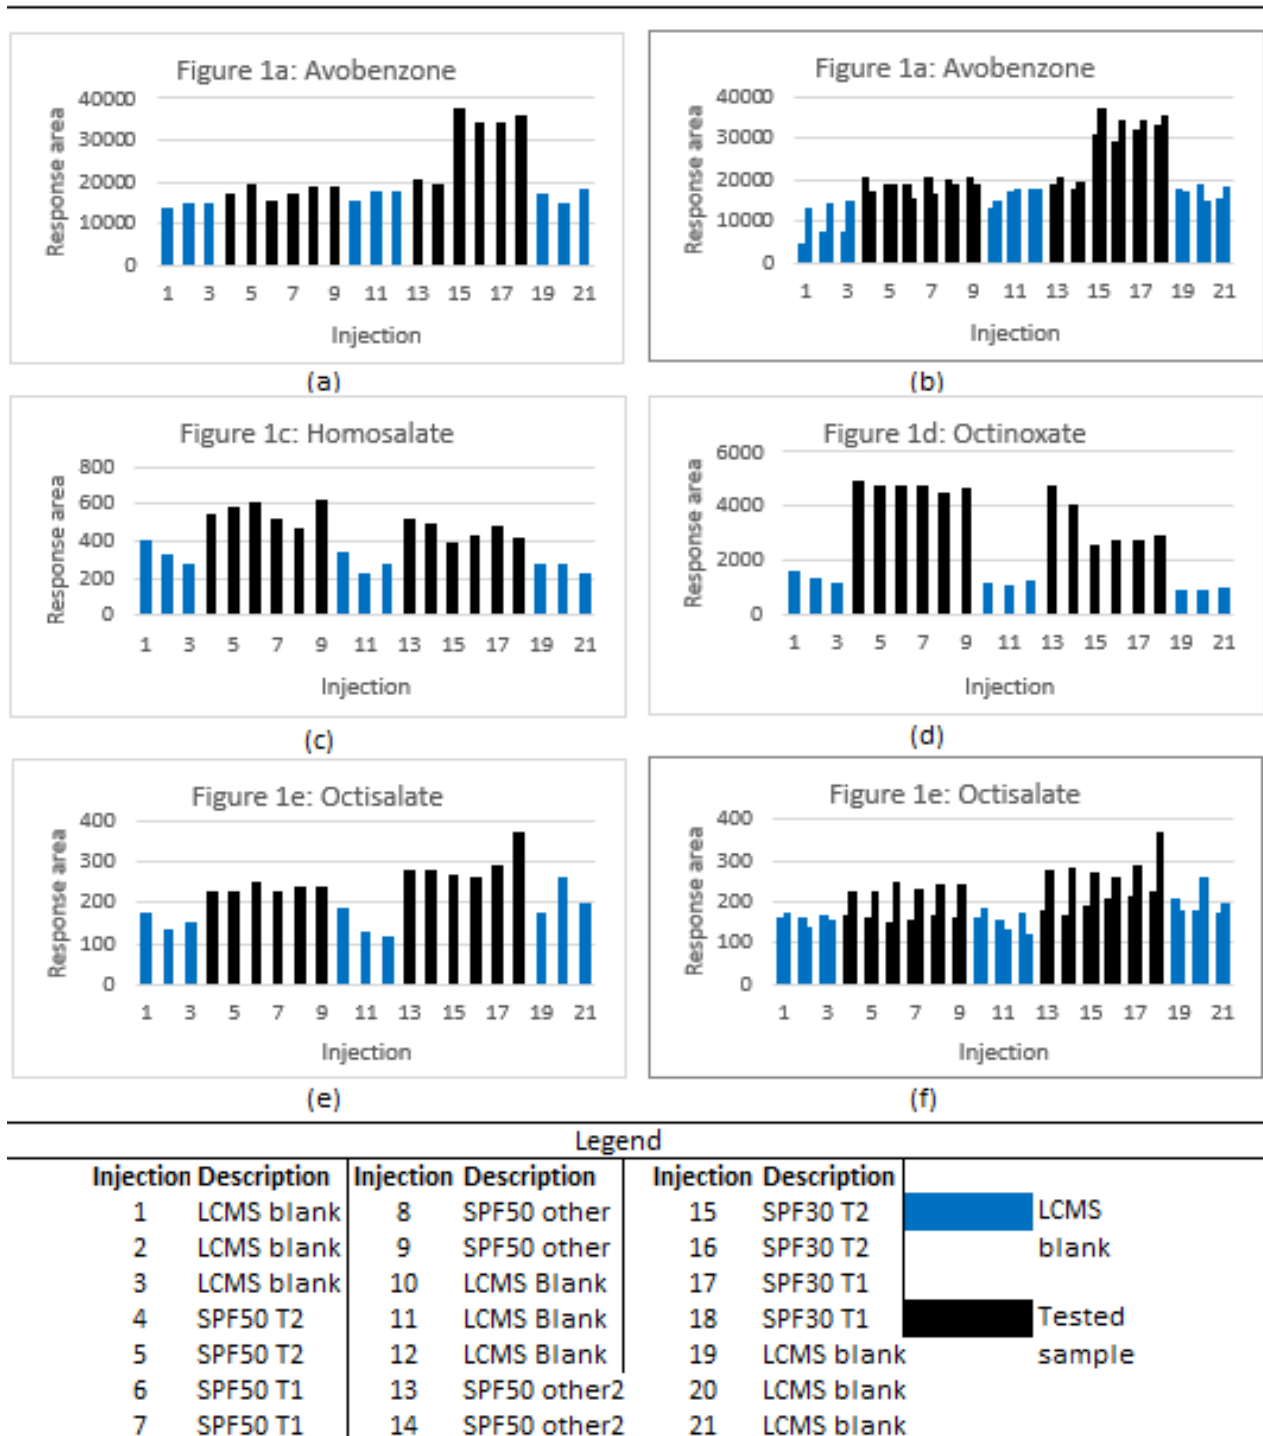 Figure 1a: Avobenzone
Response area
40000
30000
20000
10000
0
1 3 5 7 9 11 13 15 17 19 21
Injection
(a)
Figure 1a: Avobenzone
Response area
40000
30000
20000
10000
0
1 3 5 7 9 11 13 15 17 19 21
Injection
(b)
Figure 1c: Homosalate
Response area
800
600
400
200
0
1 3 5 7 9 11 13 15 17 19 21
Injection
(c)
Figure 1d: Octinoxate
Response area
6000
4000
2000
0
1 3 5 7 9 11 13 15 17 19 21
Injection
(d)
Figure 1e: Octisalate
Response area
400
300
200
100
0
1 3 5 7 9 11 13 15 17 19 21
Injection
(e)
Figure 1e: Octisalate
Response area
400
300
200
100
0
1 3 5 7 9 11 13 15 17 19 21
Injection
(f)
Legend
Injection Description Injection Description Injection Description
1 LCMS blank 8 SPF50 other 15 SPF30 T2 LCMS
2 LCMS blank 9 SPF50 other 16 SPF30 T2 blank
3 LCMS blank 10 LCMS Blank 17 SPF30 T1
4 SPF50 T2 11 LCMS Blank 18 SPF30 T1 Tested
5 SPF50 T2 12 LCMS Blank 19 LCMS blank sample
6 SPF50 T1 13 SPF50 other2 20 LCMS blank
7 SPF50 T1 14 SPF50 other2 21 LCMS blank